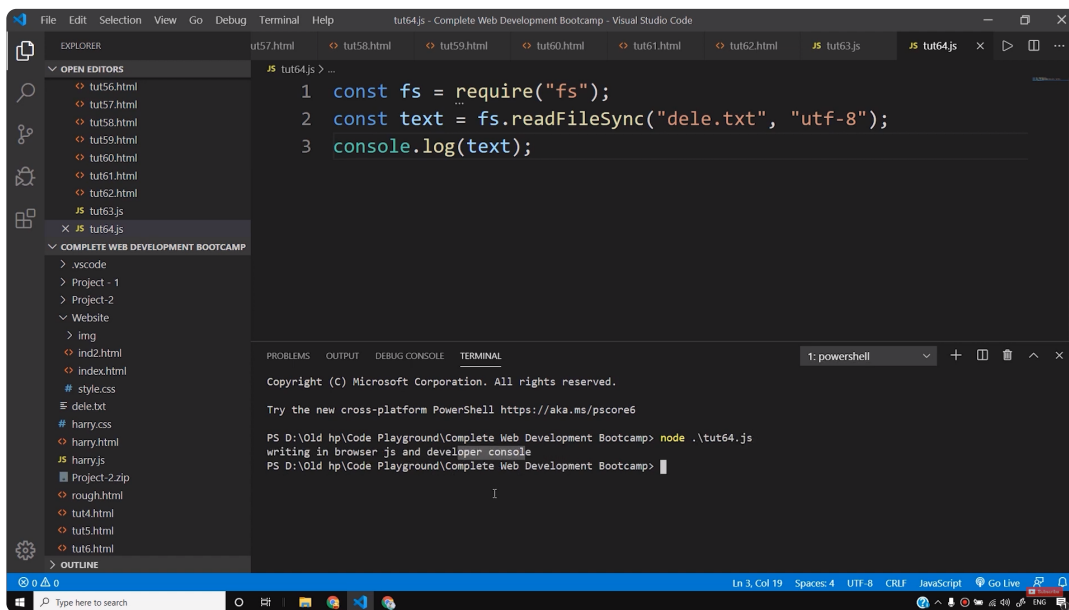 File Edit Selection View Go Debug Terminal Help tut64.js - Complete Web Development Bootcamp - Visual Studio Code
EXPLORER
OPEN EDITORS
tut56.html
tut57.html
tut58.html
tut59.html
tut60.html
tut61.html
tut62.html
JS tut63.js
JS tut64.js
COMPLETE WEB DEVELOPMENT BOOTCAMP
.vscode
Project - 1
Project-2
Website
img
ind2.html
index.html
# style.css
dele.txt
# harry.css
harry.html
JS harry.js
Project-2.zip
rough.html
tut4.html
tut5.html
tut6.html
OUTLINE
ut57.html tut58.html tut59.html tut60.html tut61.html tut62.html JS tut63.js JS tut64.js
JS tut64.js > ...
1 const fs = require("fs");
2 const text = fs.readFileSync("dele.txt", "utf-8");
3 console.log(text);
PROBLEMS OUTPUT DEBUG CONSOLE TERMINAL 1: powershell
Copyright (C) Microsoft Corporation. All rights reserved.
Try the new cross-platform PowerShell https://aka.ms/pscore6
PS D:\Old hp\Code Playground\Complete Web Development Bootcamp> node .\tut64.js
writing in browser js and developer console
PS D:\Old hp\Code Playground\Complete Web Development Bootcamp>
0 0 Ln 3, Col 19 Spaces: 4 UTF-8 CRLF JavaScript Go Live
Subscribe
Type here to search ENG